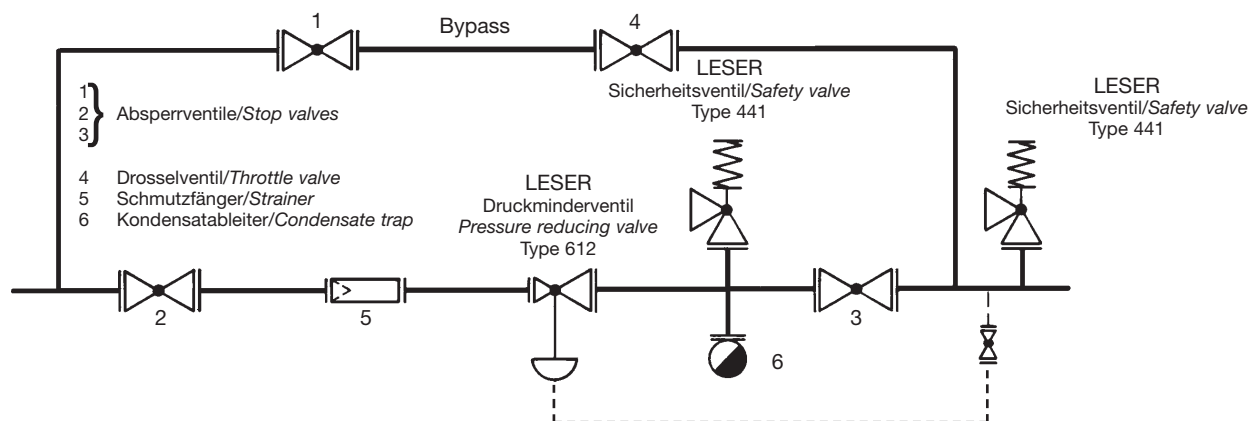 1
Bypass
4
LESER
Sicherheitsventil/Safety valve
Type 441
LESER
Sicherheitsventil/Safety valve
Type 441
1
2 Absperrventile/Stop valves
3
4 Drosselventil/Throttle valve
5 Schmutzfänger/Strainer
6 Kondensatableiter/Condensate trap
LESER
Druckminderventil
Pressure reducing valve
Type 612
2
5
3
6